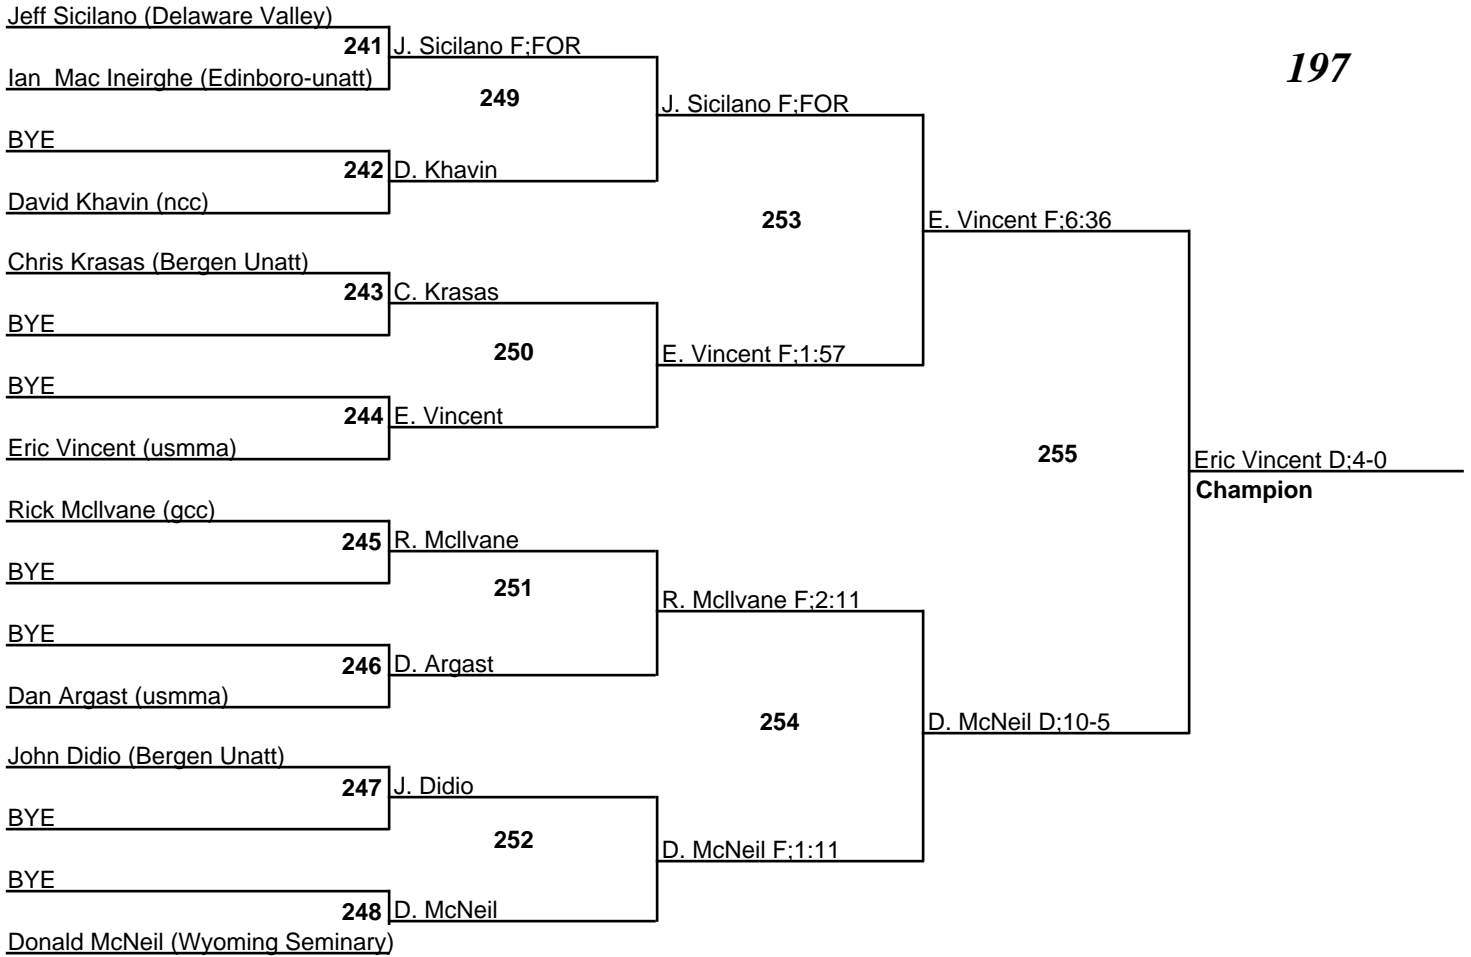 197
Jeff Sicilano (Delaware Valley)
241
Ian  Mac Ineirghe (Edinboro-unatt)
BYE
242
David Khavin (ncc)
Chris Krasas (Bergen Unatt)
243
BYE
BYE
244
Eric Vincent (usmma)
Rick McIlvane (gcc)
245
BYE
BYE
246
Dan Argast (usmma)
John Didio (Bergen Unatt)
247
BYE
BYE
248
Donald McNeil (Wyoming Seminary)
J. Sicilano F;FOR
249
D. Khavin
C. Krasas
250
E. Vincent
R. McIlvane
251
D. Argast
J. Didio
252
D. McNeil
J. Sicilano F;FOR
253
E. Vincent F;1:57
R. McIlvane F;2:11
254
D. McNeil F;1:11
E. Vincent F;6:36
255
D. McNeil D;10-5
Eric Vincent D;4-0
Champion